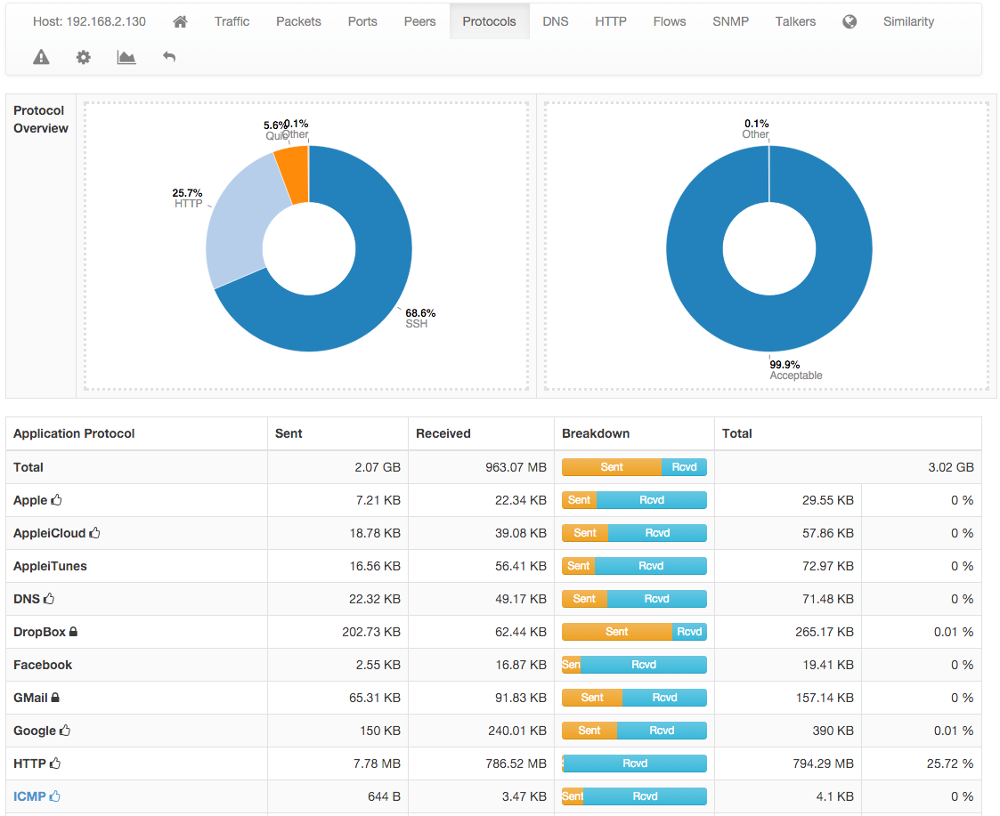 Host: 192.168.2.130 Traffic Packets Ports Peers Protocols DNS HTTP Flows SNMP Talkers Similarity
Protocol Overview
5.6% Quic
0.1% Other
25.7% HTTP
68.6% SSH
0.1% Other
99.9% Acceptable
Application Protocol Sent Received Breakdown Total
Total 2.07 GB 963.07 MB Sent Rcvd 3.02 GB
Apple 7.21 KB 22.34 KB Sent Rcvd 29.55 KB 0 %
AppleiCloud 18.78 KB 39.08 KB Sent Rcvd 57.86 KB 0 %
AppleiTunes 16.56 KB 56.41 KB Sent Rcvd 72.97 KB 0 %
DNS 22.32 KB 49.17 KB Sent Rcvd 71.48 KB 0 %
DropBox 202.73 KB 62.44 KB Sent Rcvd 265.17 KB 0.01 %
Facebook 2.55 KB 16.87 KB Sen Rcvd 19.41 KB 0 %
GMail 65.31 KB 91.83 KB Sent Rcvd 157.14 KB 0 %
Google 150 KB 240.01 KB Sent Rcvd 390 KB 0.01 %
HTTP 7.78 MB 786.52 MB Rcvd 794.29 MB 25.72 %
ICMP 644 B 3.47 KB Sent Rcvd 4.1 KB 0 %